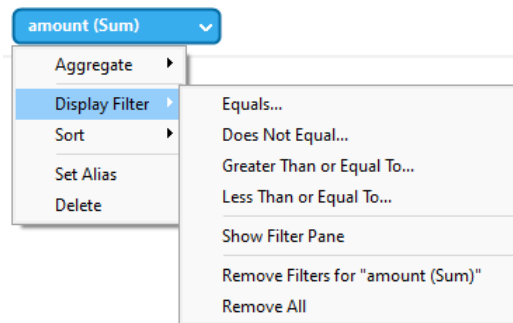 amount (Sum)
Aggregate
Display Filter
Sort
Set Alias
Delete
Equals...
Does Not Equal...
Greater Than or Equal To...
Less Than or Equal To...
Show Filter Pane
Remove Filters for "amount (Sum)"
Remove All